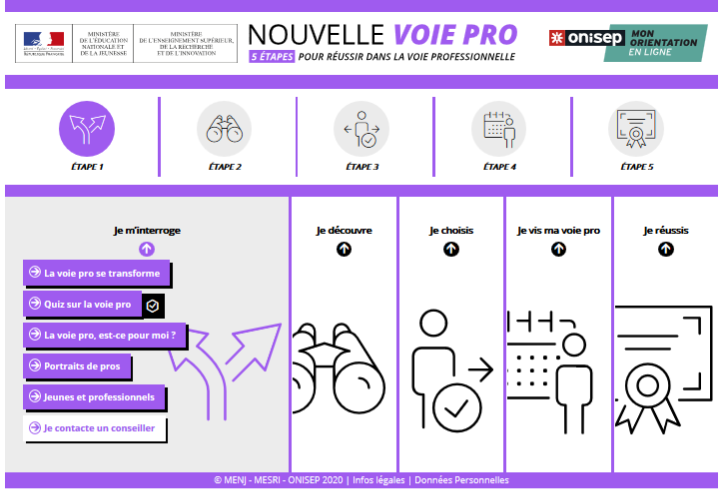 MINISTÈRE
DE L'ÉDUCATION
NATIONALE ET
DE LA JEUNESSE
MINISTÈRE
DE L'ENSEIGNEMENT SUPÉRIEUR,
DE LA RECHERCHE
ET DE L'INNOVATION
NOUVELLE VOIE PRO
5 ÉTAPES POUR RÉUSSIR DANS LA VOIE PROFESSIONNELLE
onisep
MON
ORIENTATION
EN LIGNE
ÉTAPE 1
ÉTAPE 2
ÉTAPE 3
ÉTAPE 4
ÉTAPE 5
Je m'interroge
La voie pro se transforme
Quiz sur la voie pro
La voie pro, est-ce pour moi ?
Portraits de pros
Jeunes et professionnels
Je contacte un conseiller
Je découvre
Je choisis
Je vis ma voie pro
Je réussis
© MENJ - MESRI - ONISEP 2020 | Infos légales | Données Personnelles